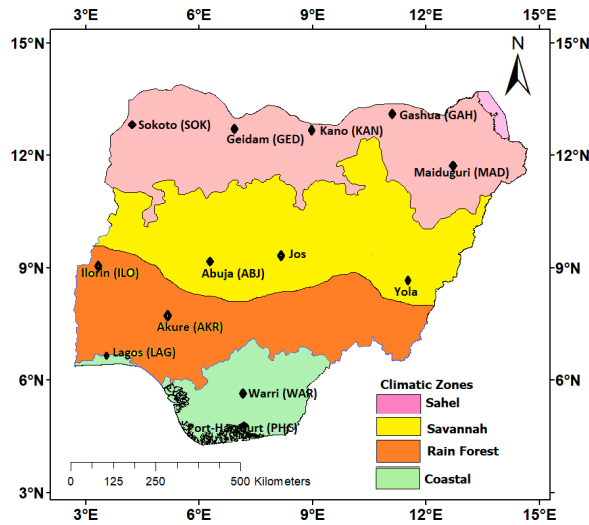 3°E 6°E 9°E 12°E 15°E
15°N 15°N
N
Gashua (GAH)
Sokoto (SOK)
Geidam (GED) Kano (KAN)
12°N 12°N
Maiduguri (MAD)
Jos
9°N 9°N
Ilorin (ILO) Abuja (ABJ)
Yola
Akure (AKR)
Lagos (LAG)
6°N 6°N
Climatic Zones
Warri (WAR)
Sahel
Port-Harcourt (PHC)
Savannah
Rain Forest
0 125 250 500 Kilometers
Coastal
3°N 3°N
3°E 6°E 9°E 12°E 15°E